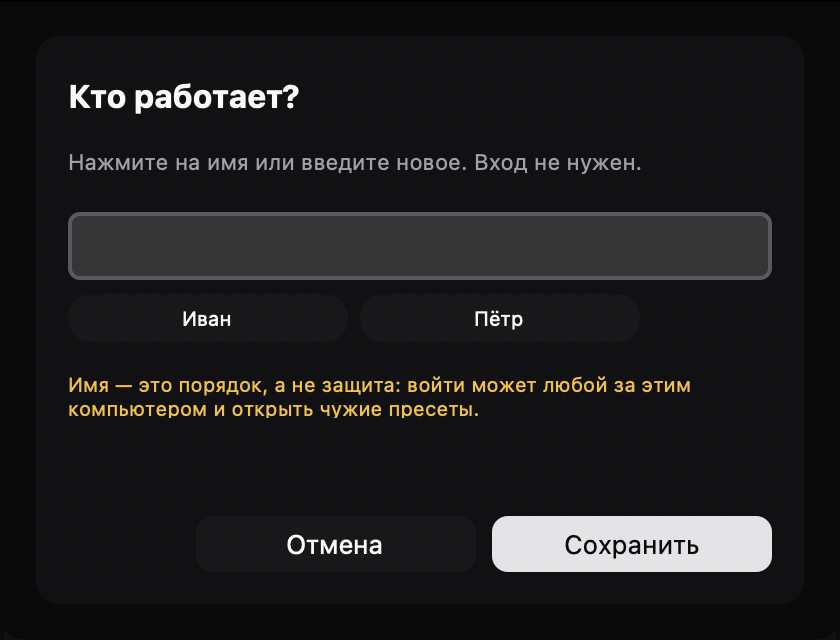 Кто работает?
Нажмите на имя или введите новое. Вход не нужен.
Иван
Пётр
Имя — это порядок, а не защита: войти может любой за этим
компьютером и открыть чужие пресеты.
Отмена
Сохранить